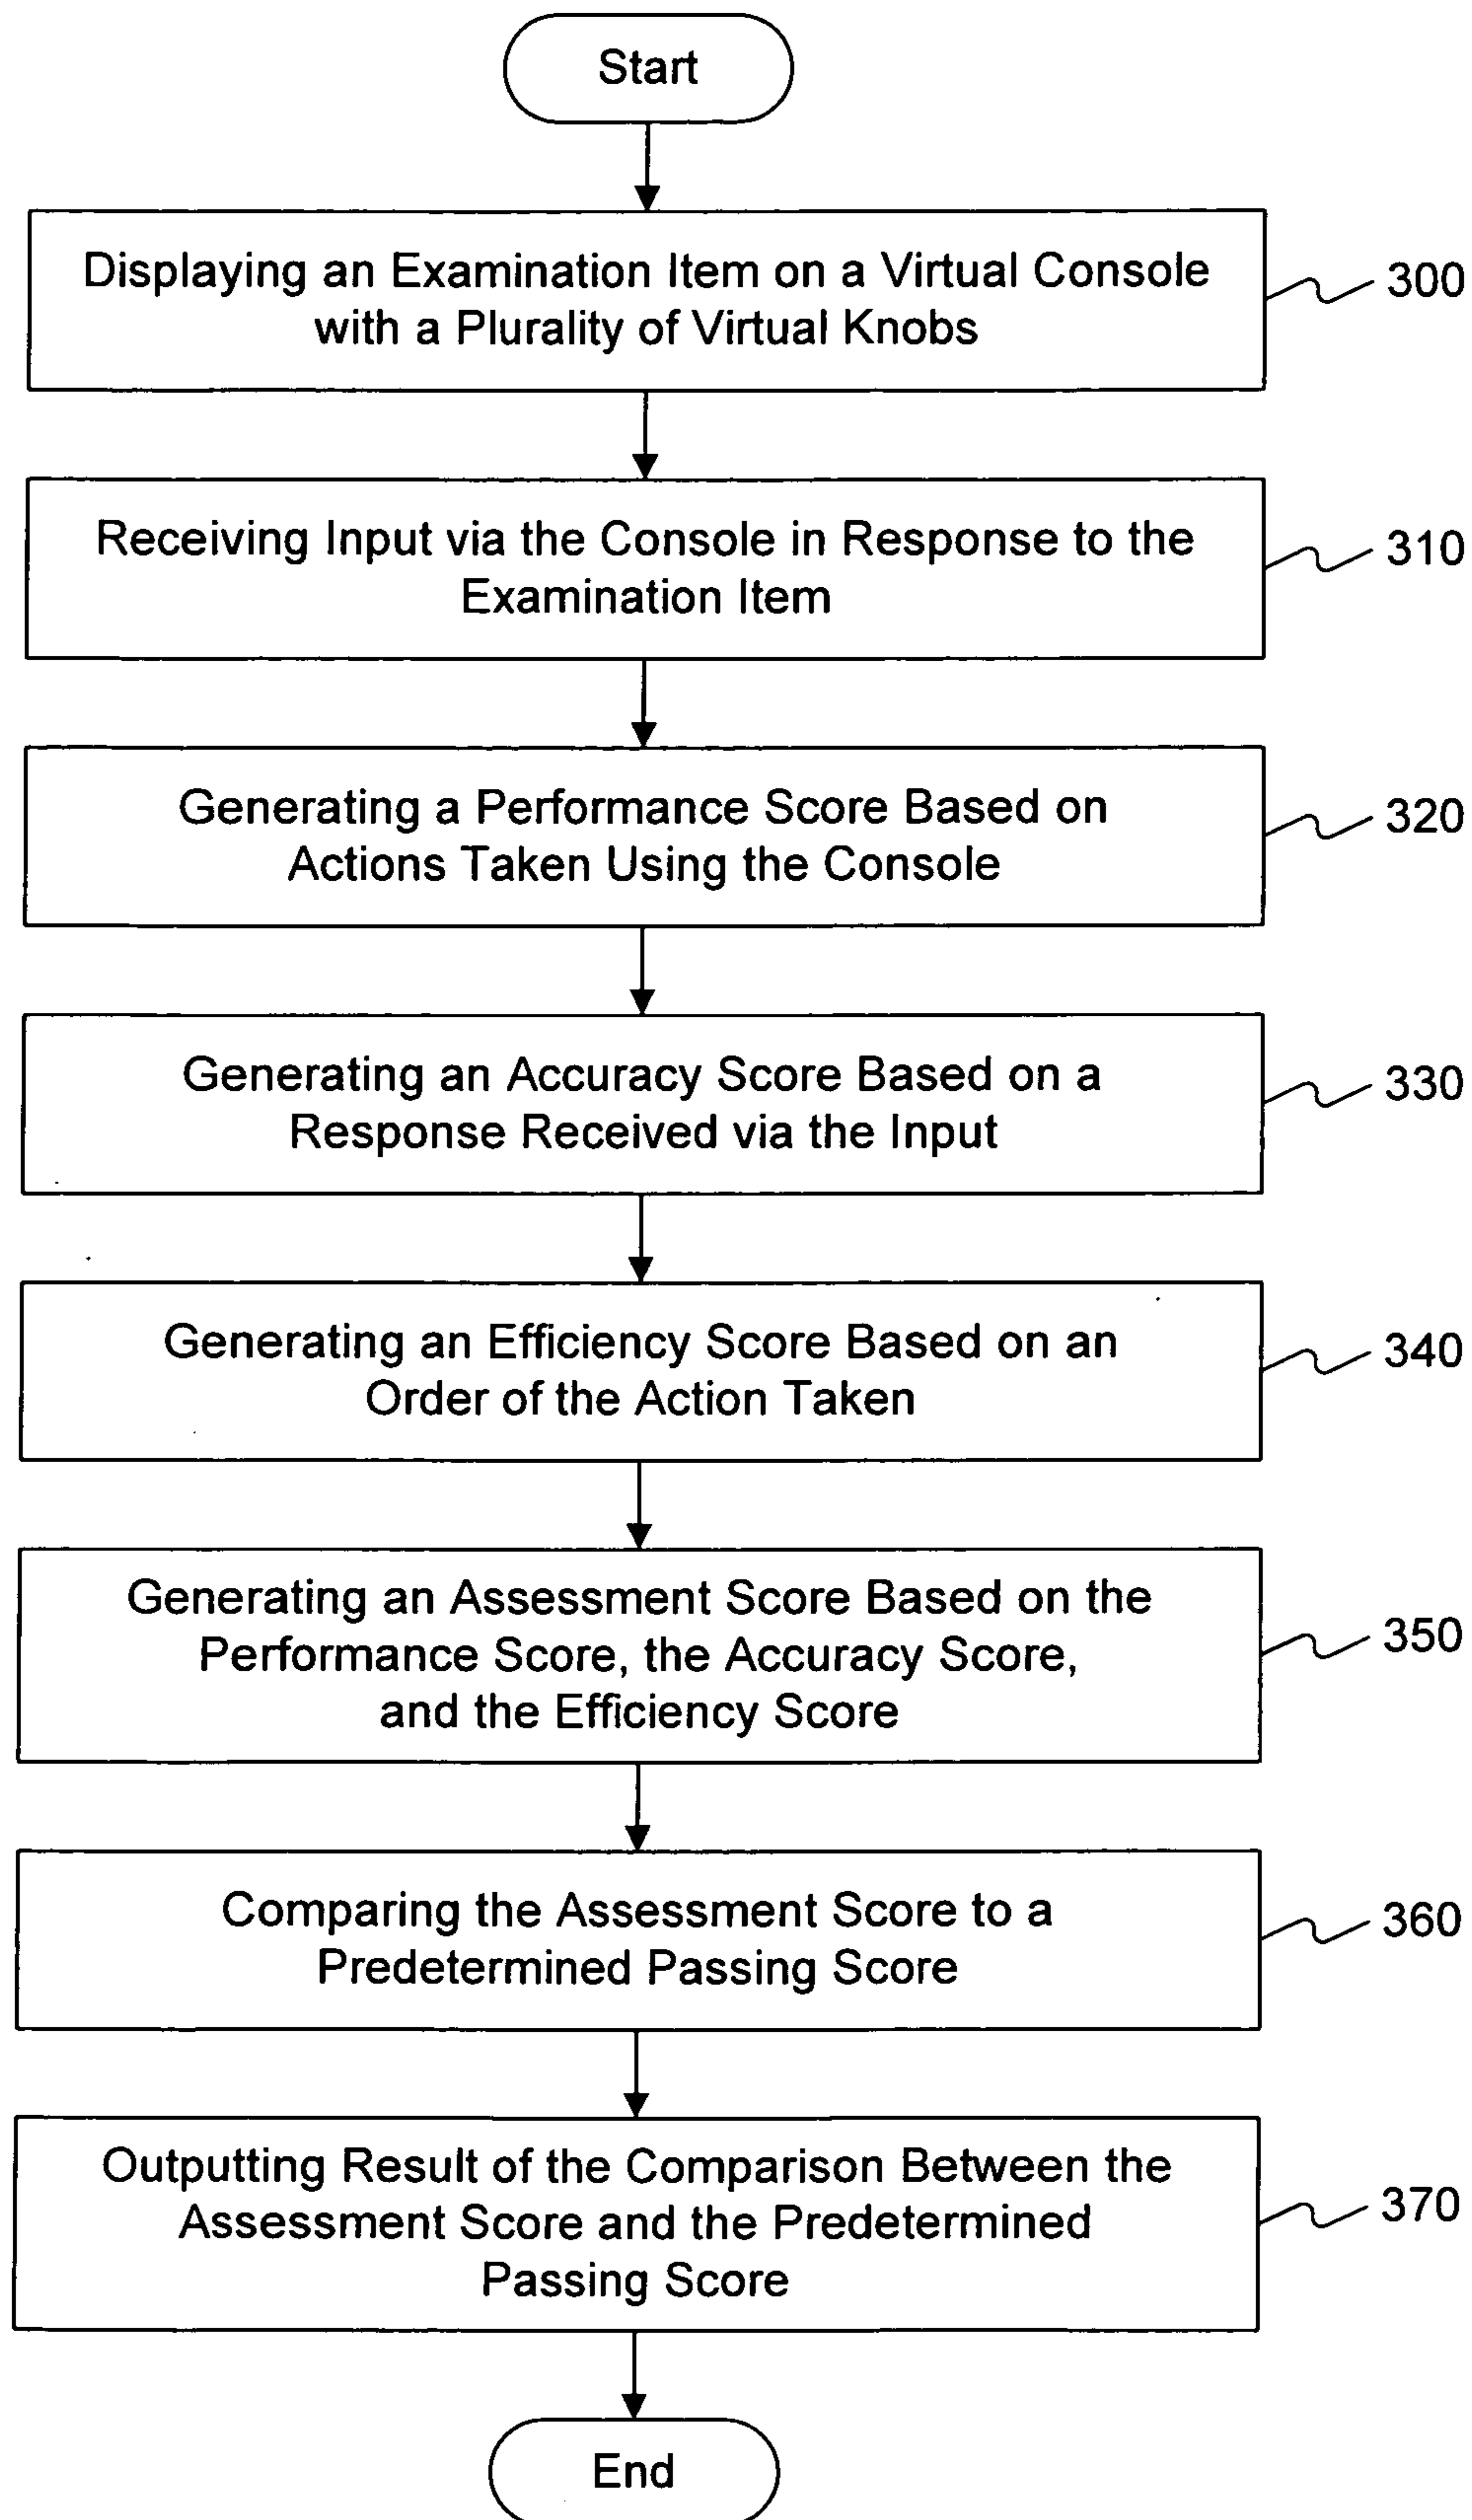 Start
Displaying an Examination Item on a Virtual Console
with a Plurality of Virtual Knobs
300
Receiving Input via the Console in Response to the
Examination Item
310
Generating a Performance Score Based on
Actions Taken Using the Console
320
Generating an Accuracy Score Based on a
Response Received via the Input
330
Generating an Efficiency Score Based on an
Order of the Action Taken
340
Generating an Assessment Score Based on the
Performance Score, the Accuracy Score,
and the Efficiency Score
350
Comparing the Assessment Score to a
Predetermined Passing Score
360
Outputting Result of the Comparison Between the
Assessment Score and the Predetermined
Passing Score
370
End